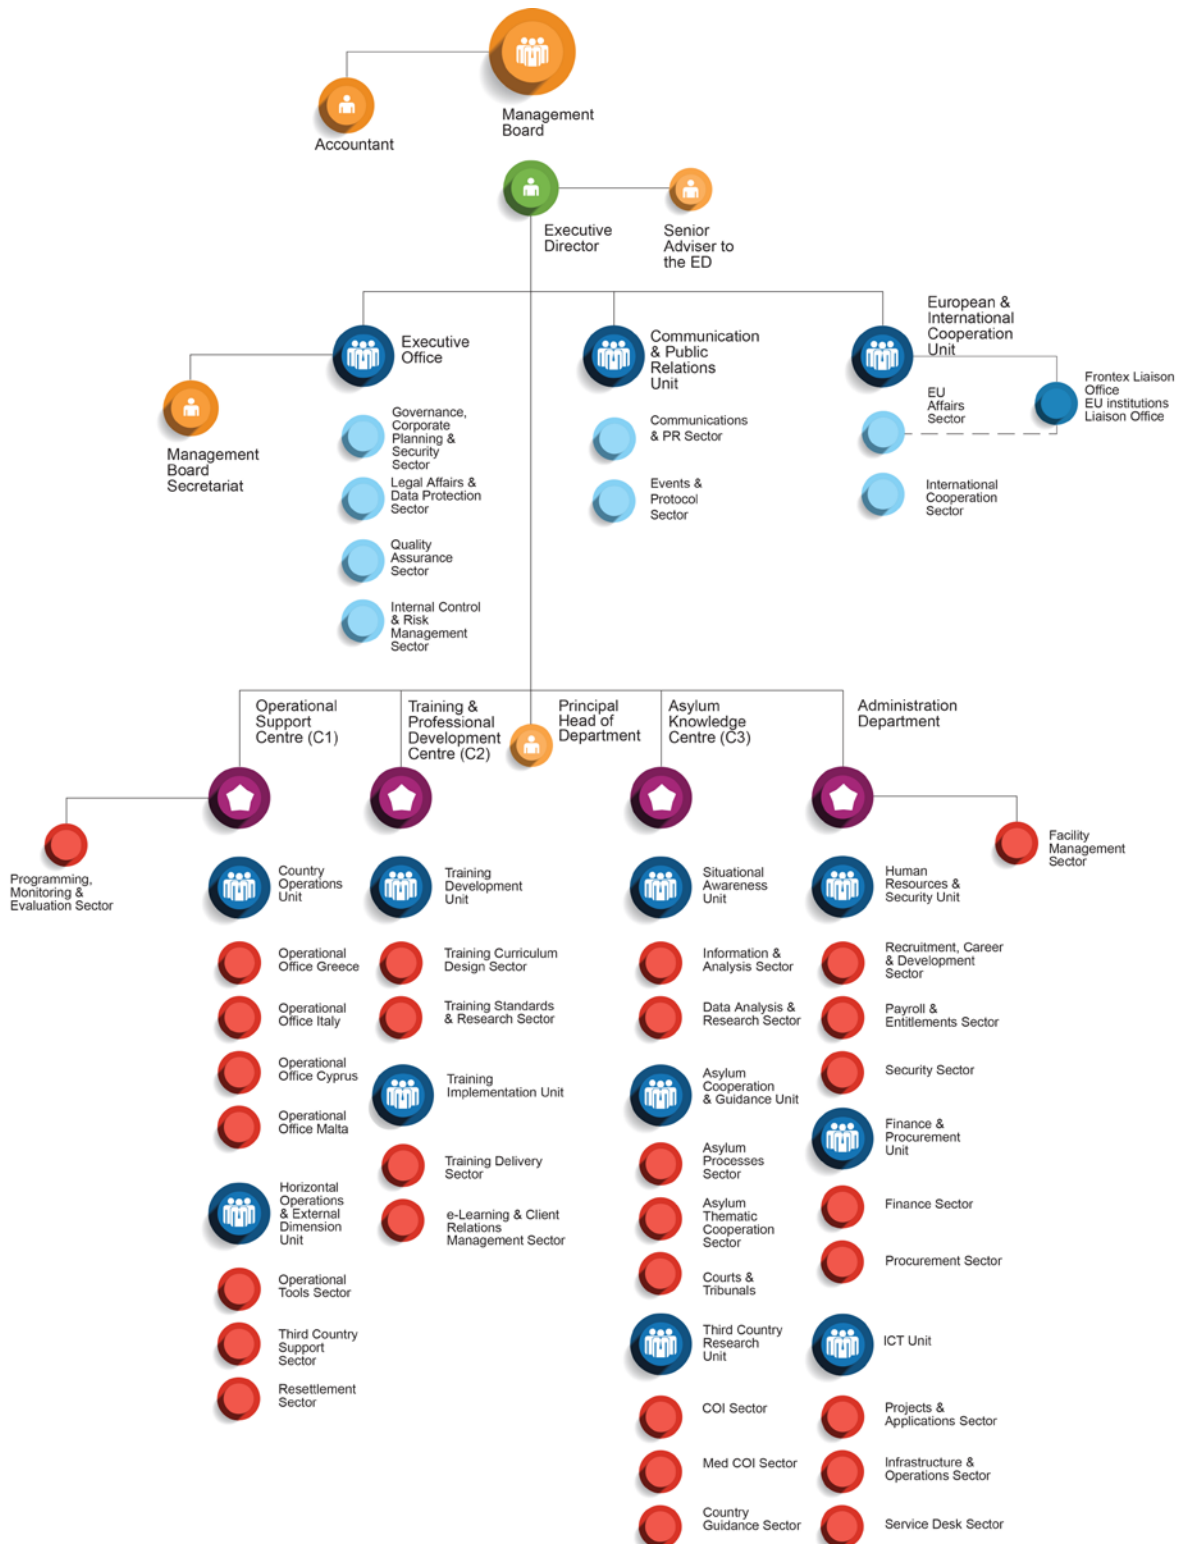 Management
Board
Accountant
Executive
Director
Senior
Adviser to
the ED
Executive
Office
Communication
& Public
Relations
Unit
European &
International
Cooperation
Unit
Management
Board
Secretariat
Governance,
Corporate
Planning &
Security
Sector
Legal Affairs &
Data Protection
Sector
Quality
Assurance
Sector
Internal Control
& Risk
Management
Sector
Communications
& PR Sector
Events &
Protocol
Sector
EU
Affairs
Sector
International
Cooperation
Sector
Frontex Liaison
Office
EU institutions
Liaison Office
Operational
Support
Centre (C1)
Training &
Professional
Development
Centre (C2)
Principal
Head of
Department
Asylum
Knowledge
Centre (C3)
Administration
Department
Programming,
Monitoring &
Evaluation Sector
Country
Operations
Unit
Operational
Office Greece
Operational
Office Italy
Operational
Office Cyprus
Operational
Office Malta
Horizontal
Operations
& External
Dimension
Unit
Operational
Tools Sector
Third Country
Support
Sector
Resettlement
Sector
Training
Development
Unit
Training Curriculum
Design Sector
Training Standards
& Research Sector
Training
Implementation Unit
Training Delivery
Sector
e-Learning & Client
Relations
Management Sector
Situational
Awareness
Unit
Information &
Analysis Sector
Data Analysis &
Research Sector
Asylum
Cooperation
& Guidance Unit
Asylum
Processes
Sector
Asylum
Thematic
Cooperation
Sector
Courts &
Tribunals
Third Country
Research
Unit
COI Sector
Med COI Sector
Country
Guidance Sector
Human
Resources &
Security Unit
Recruitment, Career
& Development
Sector
Payroll &
Entitlements Sector
Security Sector
Finance &
Procurement
Unit
Finance Sector
Procurement Sector
ICT Unit
Projects &
Applications Sector
Infrastructure &
Operations Sector
Service Desk Sector
Facility
Management
Sector